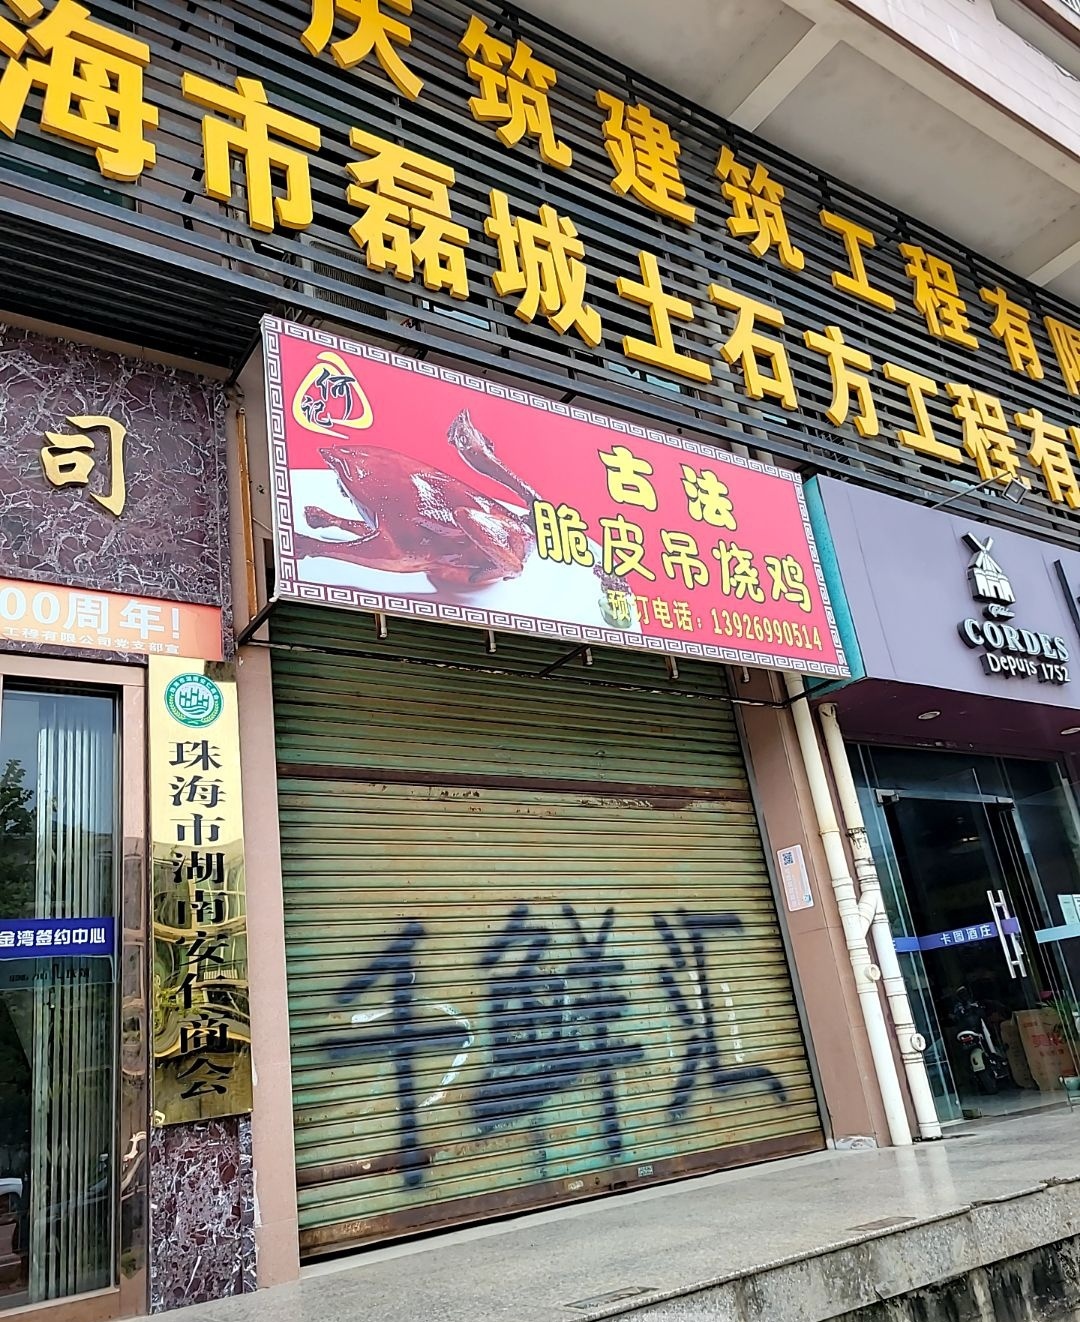 庆筑建筑工程有限
海市磊城土石方工程有
何记
古法
脆皮吊烧鸡
预订电话：13926990514
司
00周年！
工程有限公司党支部宣
珠海市湖南安仁商会
金湾签约中心
千鲜汇
CORDES
Depuis 1752
卡图酒庄